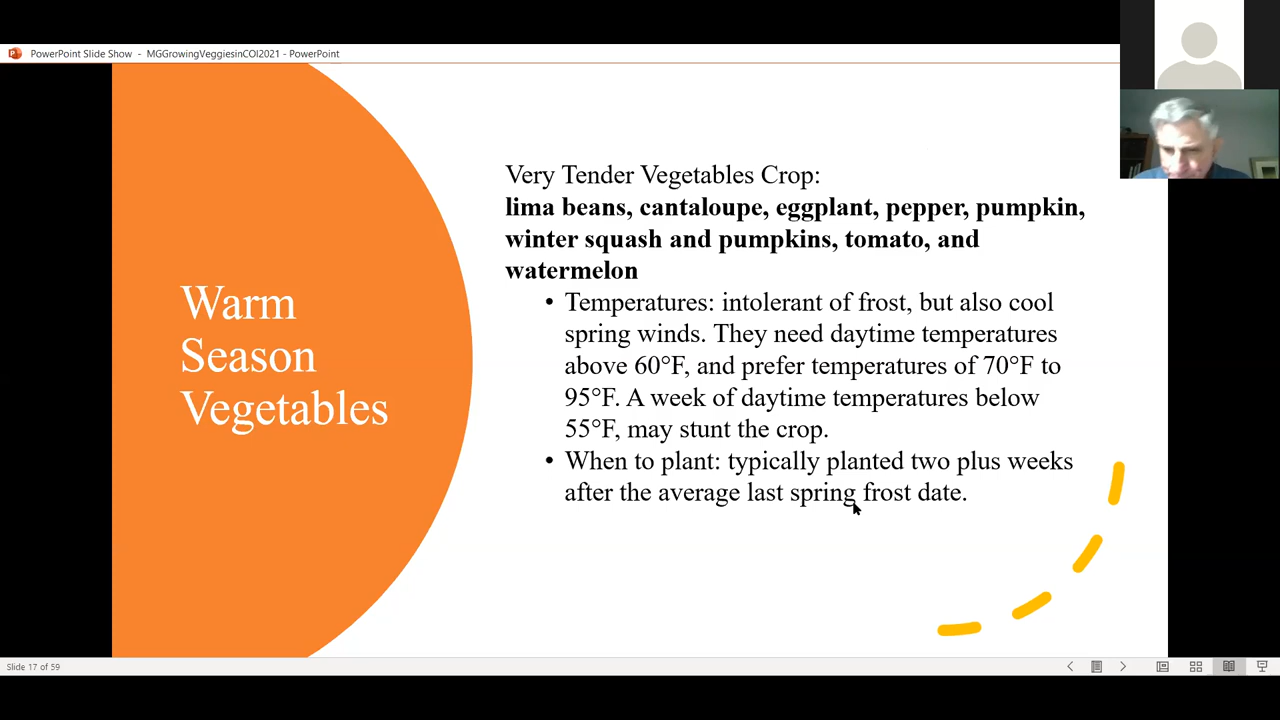 PowerPoint Slide Show - MGGrowingVeggiesinCOI2021 - PowerPoint
Warm
Season
Vegetables
Very Tender Vegetables Crop:
lima beans, cantaloupe, eggplant, pepper, pumpkin,
winter squash and pumpkins, tomato, and
watermelon
• Temperatures: intolerant of frost, but also cool
spring winds. They need daytime temperatures
above 60°F, and prefer temperatures of 70°F to
95°F. A week of daytime temperatures below
55°F, may stunt the crop.
• When to plant: typically planted two plus weeks
after the average last spring frost date.
Slide 17 of 59